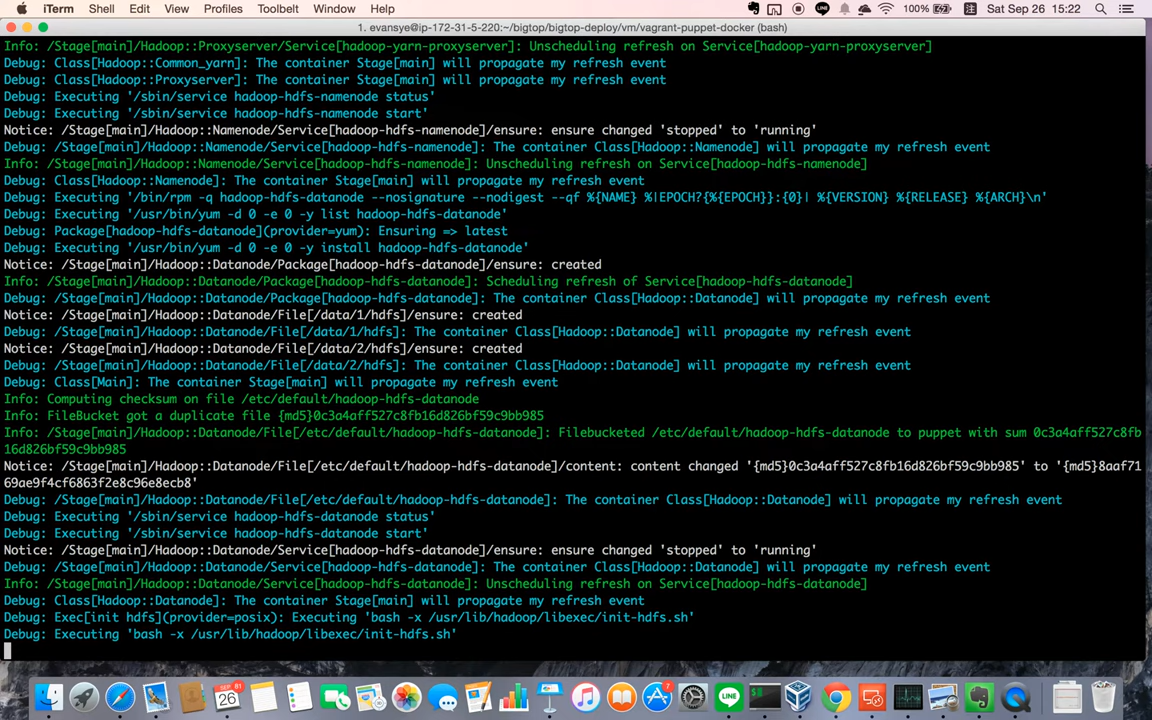 iTerm Shell Edit View Profiles Toolbelt Window Help 100% 注 Sat Sep 26 15:22
1. evansye@ip-172-31-5-220:~/bigtop/bigtop-deploy/vm/vagrant-puppet-docker (bash)
Info: /Stage[main]/Hadoop::Proxyserver/Service[hadoop-yarn-proxyserver]: Unscheduling refresh on Service[hadoop-yarn-proxyserver]
Debug: Class[Hadoop::Common_yarn]: The container Stage[main] will propagate my refresh event
Debug: Class[Hadoop::Proxyserver]: The container Stage[main] will propagate my refresh event
Debug: Executing '/sbin/service hadoop-hdfs-namenode status'
Debug: Executing '/sbin/service hadoop-hdfs-namenode start'
Notice: /Stage[main]/Hadoop::Namenode/Service[hadoop-hdfs-namenode]/ensure: ensure changed 'stopped' to 'running'
Debug: /Stage[main]/Hadoop::Namenode/Service[hadoop-hdfs-namenode]: The container Class[Hadoop::Namenode] will propagate my refresh event
Info: /Stage[main]/Hadoop::Namenode/Service[hadoop-hdfs-namenode]: Unscheduling refresh on Service[hadoop-hdfs-namenode]
Debug: Class[Hadoop::Namenode]: The container Stage[main] will propagate my refresh event
Debug: Executing '/bin/rpm -q hadoop-hdfs-datanode --nosignature --nodigest --qf %{NAME} %|EPOCH?{%{EPOCH}}:{0}| %{VERSION} %{RELEASE} %{ARCH}\n'
Debug: Executing '/usr/bin/yum -d 0 -e 0 -y list hadoop-hdfs-datanode'
Debug: Package[hadoop-hdfs-datanode](provider=yum): Ensuring => latest
Debug: Executing '/usr/bin/yum -d 0 -e 0 -y install hadoop-hdfs-datanode'
Notice: /Stage[main]/Hadoop::Datanode/Package[hadoop-hdfs-datanode]/ensure: created
Info: /Stage[main]/Hadoop::Datanode/Package[hadoop-hdfs-datanode]: Scheduling refresh of Service[hadoop-hdfs-datanode]
Debug: /Stage[main]/Hadoop::Datanode/Package[hadoop-hdfs-datanode]: The container Class[Hadoop::Datanode] will propagate my refresh event
Notice: /Stage[main]/Hadoop::Datanode/File[/data/1/hdfs]/ensure: created
Debug: /Stage[main]/Hadoop::Datanode/File[/data/1/hdfs]: The container Class[Hadoop::Datanode] will propagate my refresh event
Notice: /Stage[main]/Hadoop::Datanode/File[/data/2/hdfs]/ensure: created
Debug: /Stage[main]/Hadoop::Datanode/File[/data/2/hdfs]: The container Class[Hadoop::Datanode] will propagate my refresh event
Debug: Class[Main]: The container Stage[main] will propagate my refresh event
Info: Computing checksum on file /etc/default/hadoop-hdfs-datanode
Info: FileBucket got a duplicate file {md5}0c3a4aff527c8fb16d826bf59c9bb985
Info: /Stage[main]/Hadoop::Datanode/File[/etc/default/hadoop-hdfs-datanode]: Filebucketed /etc/default/hadoop-hdfs-datanode to puppet with sum 0c3a4aff527c8fb
16d826bf59c9bb985
Notice: /Stage[main]/Hadoop::Datanode/File[/etc/default/hadoop-hdfs-datanode]/content: content changed '{md5}0c3a4aff527c8fb16d826bf59c9bb985' to '{md5}8aaf71
69ae9f4cf6863f2e8c96e8ecb8'
Debug: /Stage[main]/Hadoop::Datanode/File[/etc/default/hadoop-hdfs-datanode]: The container Class[Hadoop::Datanode] will propagate my refresh event
Debug: Executing '/sbin/service hadoop-hdfs-datanode status'
Debug: Executing '/sbin/service hadoop-hdfs-datanode start'
Notice: /Stage[main]/Hadoop::Datanode/Service[hadoop-hdfs-datanode]/ensure: ensure changed 'stopped' to 'running'
Debug: /Stage[main]/Hadoop::Datanode/Service[hadoop-hdfs-datanode]: The container Class[Hadoop::Datanode] will propagate my refresh event
Info: /Stage[main]/Hadoop::Datanode/Service[hadoop-hdfs-datanode]: Unscheduling refresh on Service[hadoop-hdfs-datanode]
Debug: Class[Hadoop::Datanode]: The container Stage[main] will propagate my refresh event
Debug: Exec[init hdfs](provider=posix): Executing 'bash -x /usr/lib/hadoop/libexec/init-hdfs.sh'
Debug: Executing 'bash -x /usr/lib/hadoop/libexec/init-hdfs.sh'